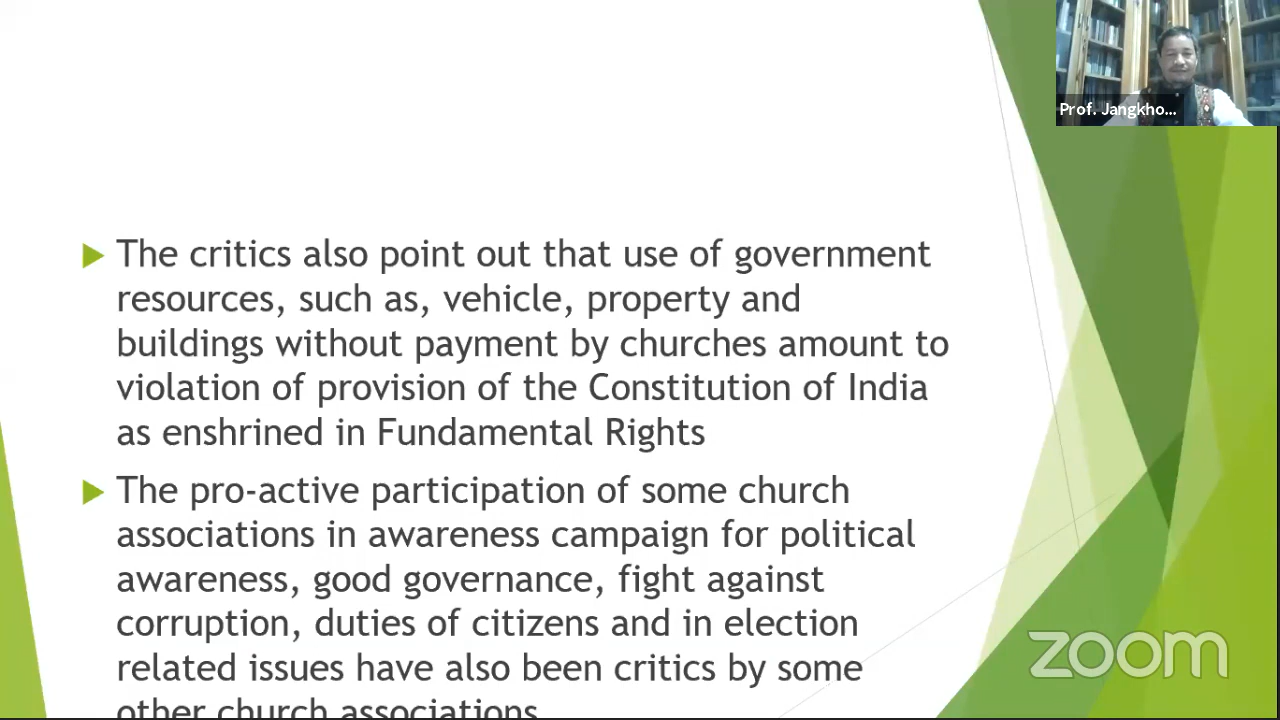 Prof. Jangkho...
The critics also point out that use of government
resources, such as, vehicle, property and
buildings without payment by churches amount to
violation of provision of the Constitution of India
as enshrined in Fundamental Rights
The pro-active participation of some church
associations in awareness campaign for political
awareness, good governance, fight against
corruption, duties of citizens and in election
related issues have also been critics by some
other church associations
zoom